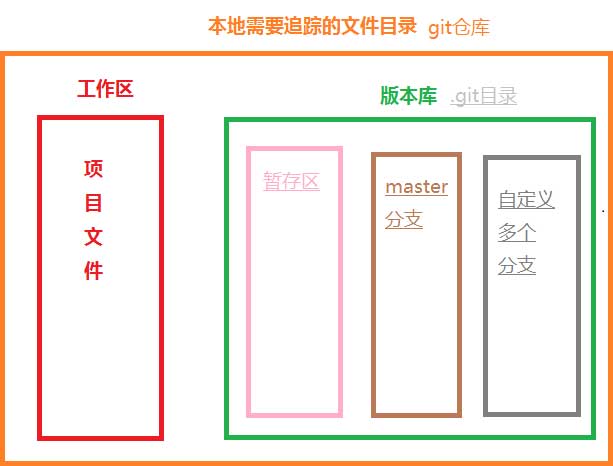 本地需要追踪的文件目录 git仓库
工作区
版本库 .git目录
项
目
文
件
暂存区
master
分支
自定义
多个
分支